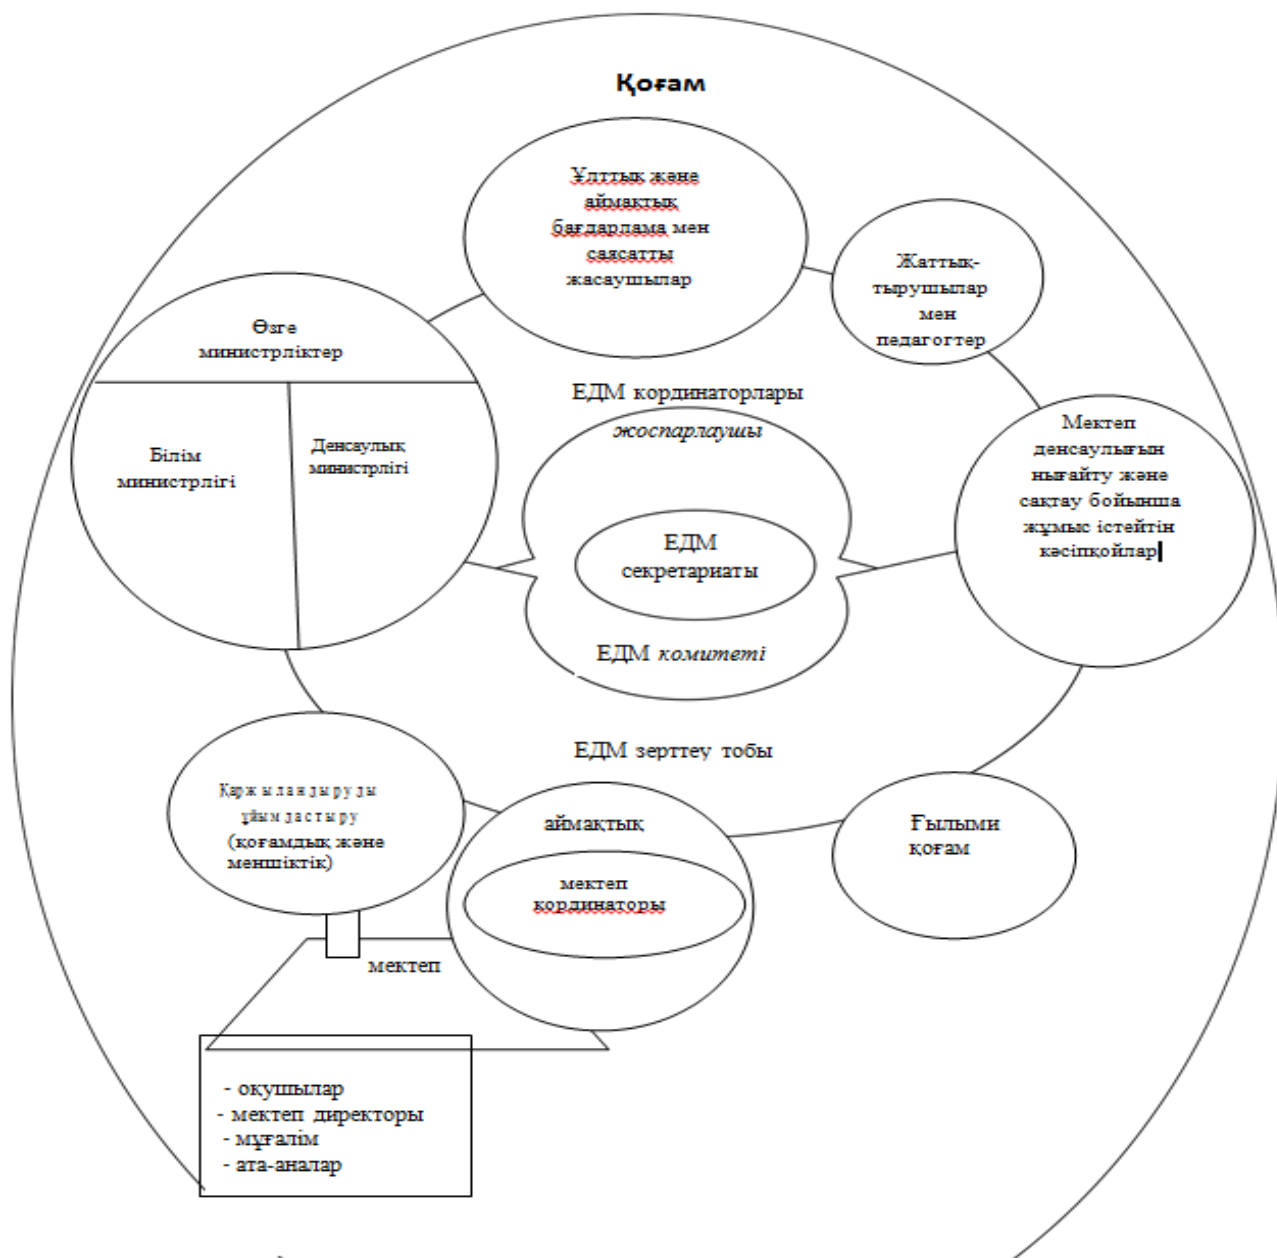 Қоғам
Ұлттық және
аймақтық
бағдарлама мен
саясатты
жасаушылар
Жаттық-
тырушылар
мен
педагогтер
Өзге
министрліктер
Білім
министрлігі
Денсаулық
министрлігі
ЕДМ кординаторлары
жоспарлаушы
ЕДМ
секретариаты
ЕДМ комитеті
Мектеп
денсаулығын
нығайту және
сақтау бойынша
жұмыс істейтін
кәсіпқойлар
ЕДМ зерттеу тобы
Қаржыландыруды
ұйымдастыру
(қоғамдық және
меншіктік)
аймақтық
мектеп
кординаторы
Ғылыми
қоғам
мектеп
- оқушылар
- мектеп директоры
- мұғалім
- ата-аналар